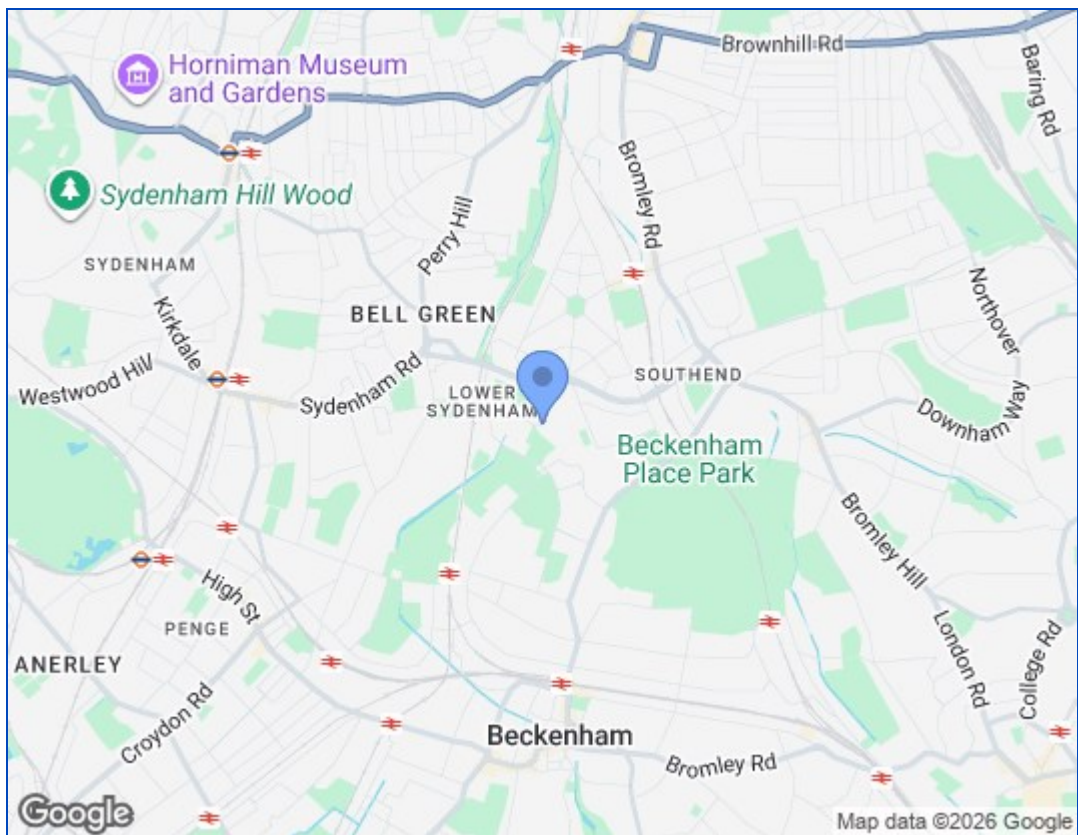 Brownhill Rd
Horniman Museum
and Gardens
Baring Rd
Bromley Rd
Sydenham Hill Wood
Perry Hill
SYDENHAM
Kirkdale
BELL GREEN
Northover
Westwood Hill
Sydenham Rd
LOWER
SYDENHAM
SOUTHEND
Downham Way
Beckenham
Place Park
Bromley Hill
High St
PENGE
ANERLEY
London Rd
College Rd
Croydon Rd
Beckenham
Bromley Rd
Google
Map data ©2026 Google